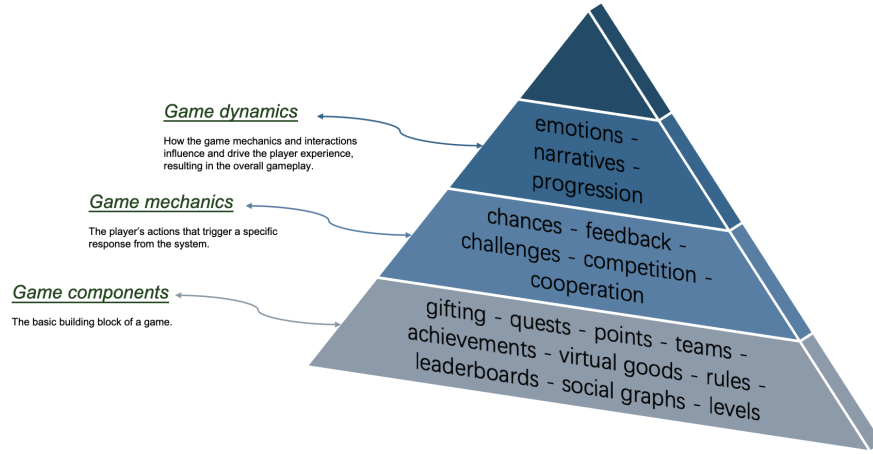 Game dynamics
How the game mechanics and interactions
influence and drive the player experience,
resulting in the overall gameplay.
emotions -
narratives -
progression
Game mechanics
The player's actions that trigger a specific
response from the system.
chances - feedback -
challenges - competition -
cooperation
Game components
The basic building block of a game.
gifting - quests - points - teams -
achievements - virtual goods - rules -
leaderboards - social graphs - levels